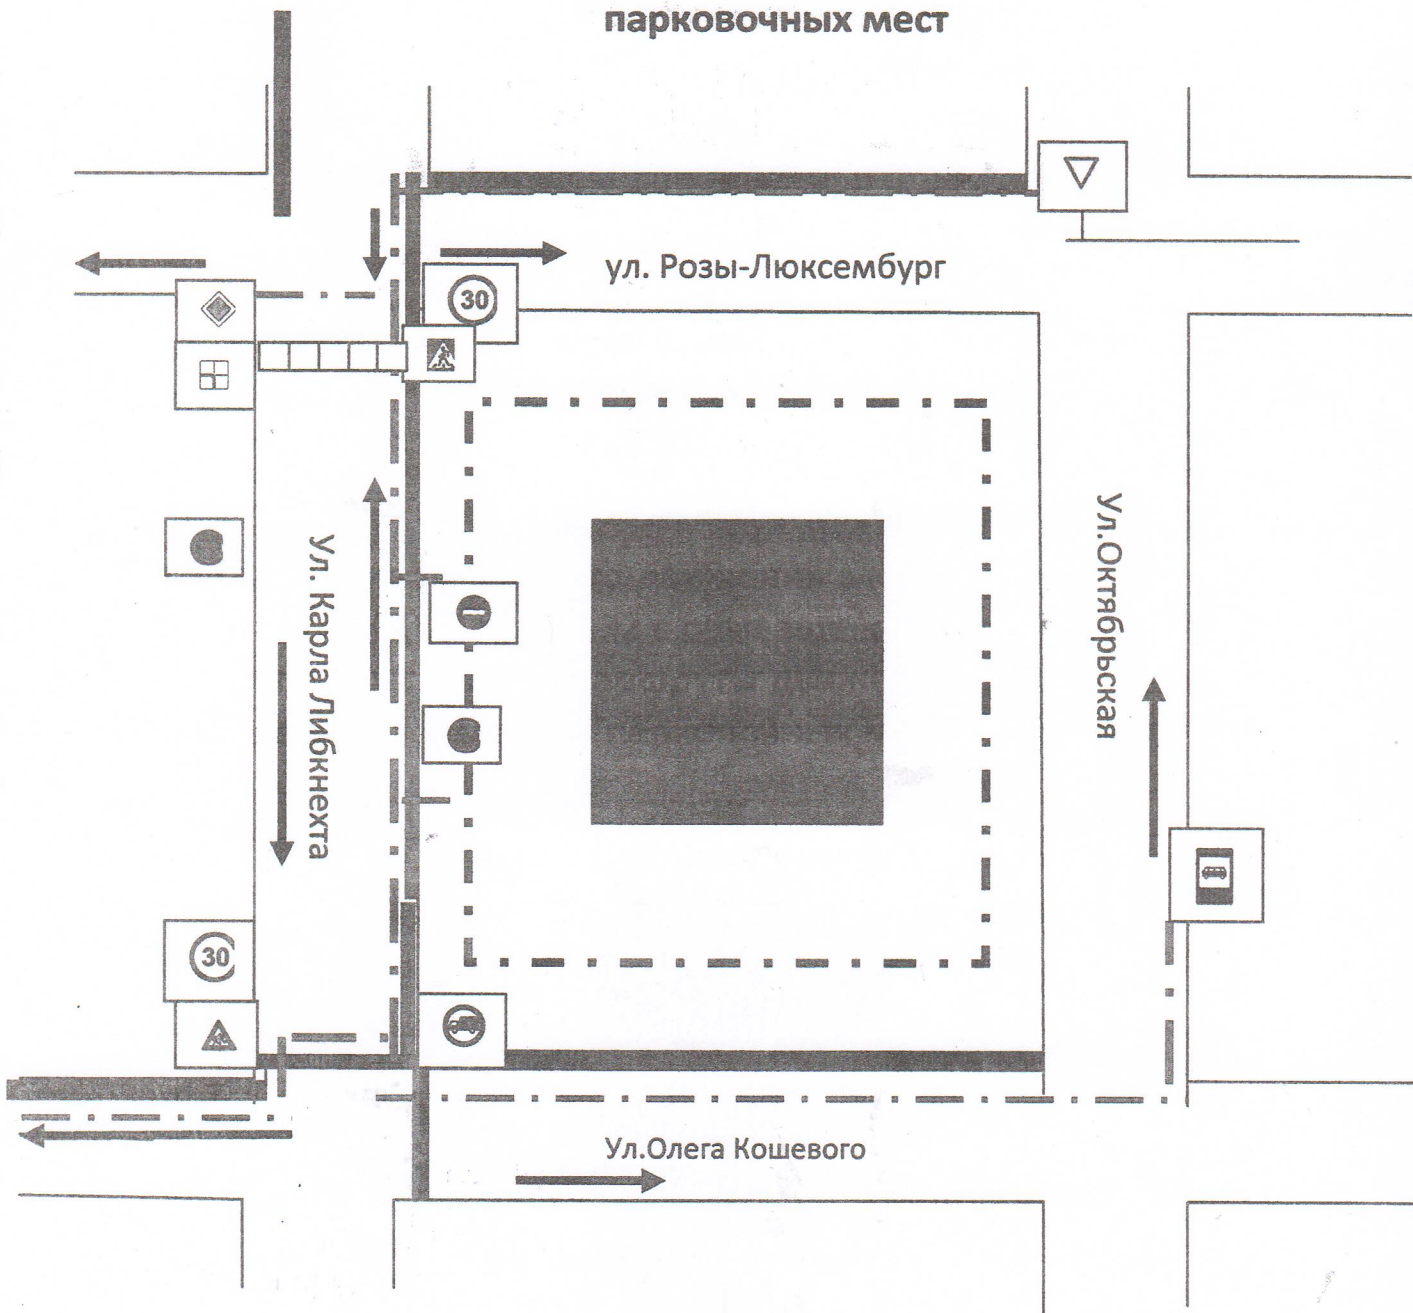 парковочных мест
ул. Розы-Люксембург
30
Ул. Карла Либкнехта
Ул.Октябрьская
30
Ул.Олега Кошевого